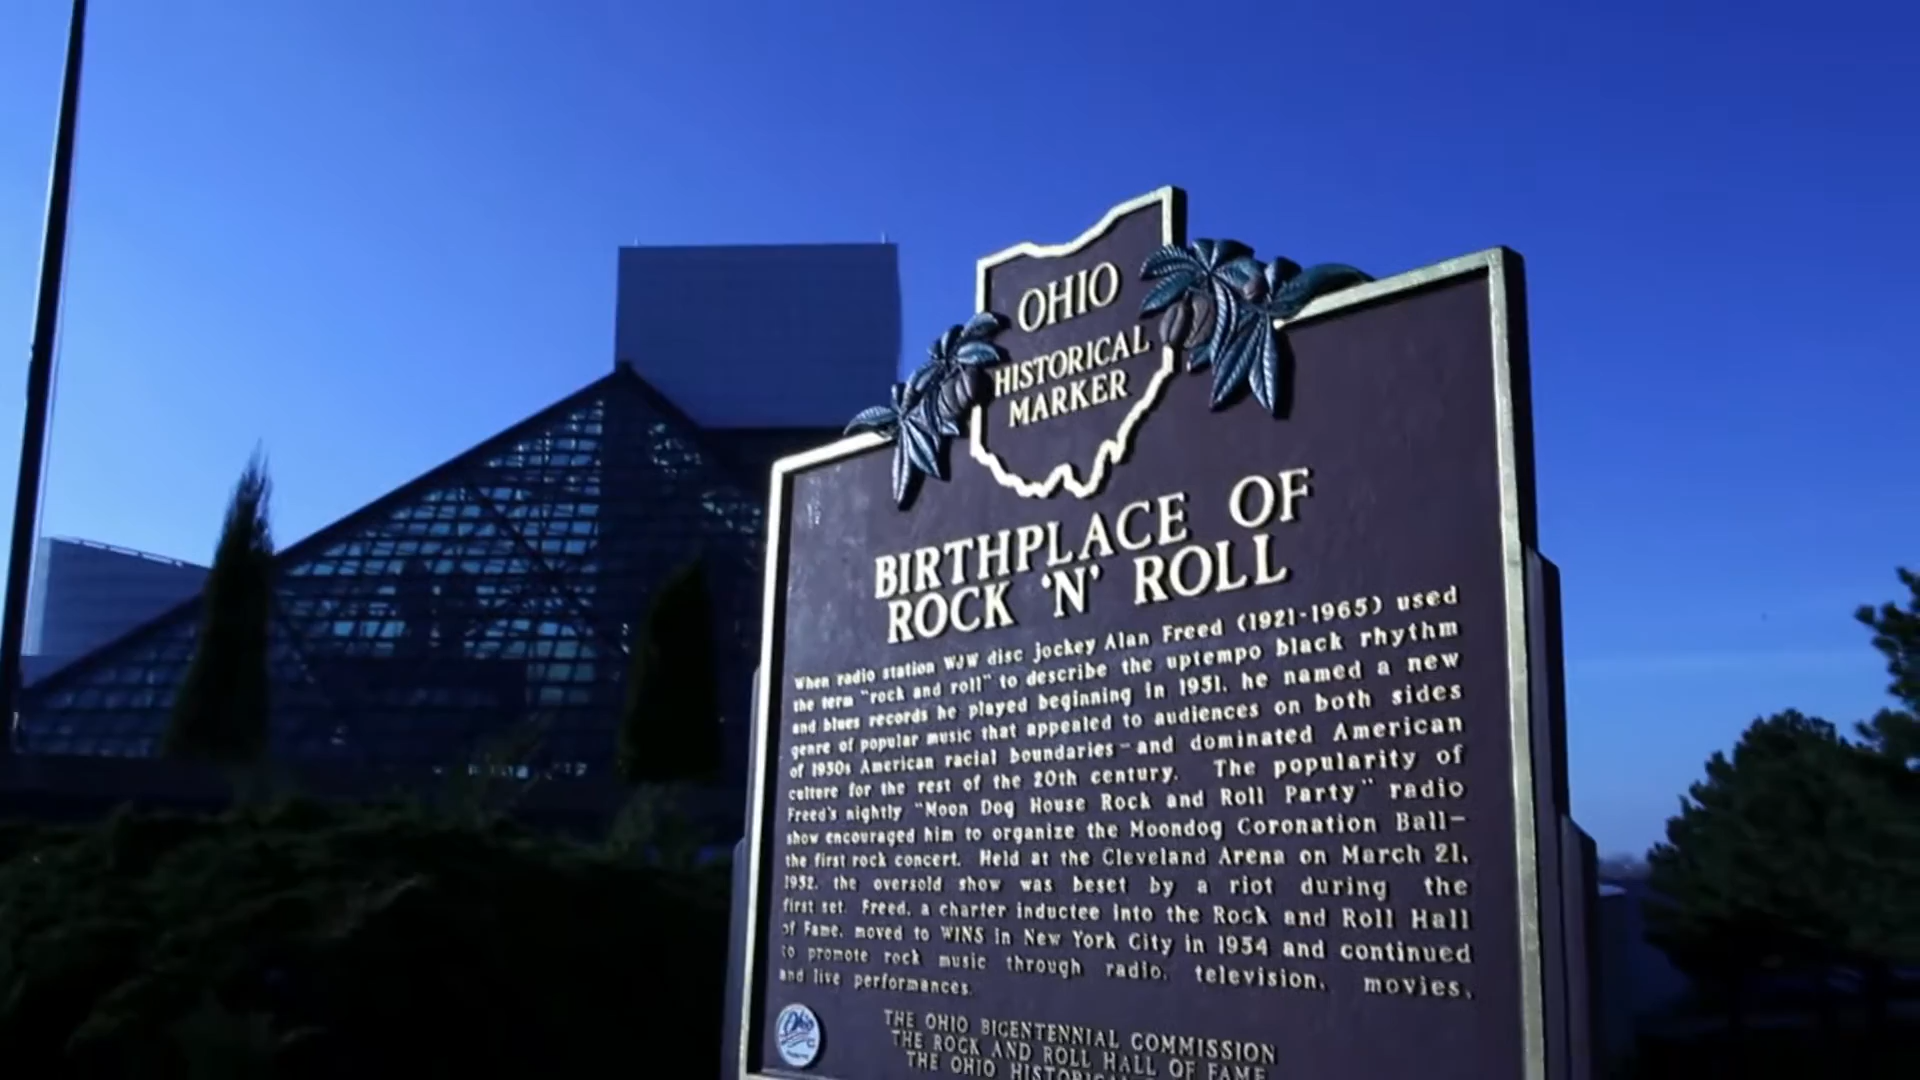 OHIO
HISTORICAL
MARKER
BIRTHPLACE OF
ROCK 'N' ROLL
When radio station WJW disc jockey Alan Freed (1921-1965) used
the term "rock and roll" to describe the uptempo black rhythm
and blues records he played beginning in 1951, he named a new
genre of popular music that appealed to audiences on both sides
of 1950s American racial boundaries—and dominated American
culture for the rest of the 20th century. The popularity of
Freed's nightly "Moon Dog House Rock and Roll Party" radio
show encouraged him to organize the Moondog Coronation Ball—
the first rock concert. Held at the Cleveland Arena on March 21,
1952, the oversold show was beset by a riot during the
first set. Freed, a charter inductee into the Rock and Roll Hall
of Fame, moved to WINS in New York City in 1954 and continued
to promote rock music through radio, television, movies,
and live performances.
Ohio
THE OHIO BICENTENNIAL COMMISSION
THE ROCK AND ROLL HALL OF FAME
THE OHIO HISTORICAL